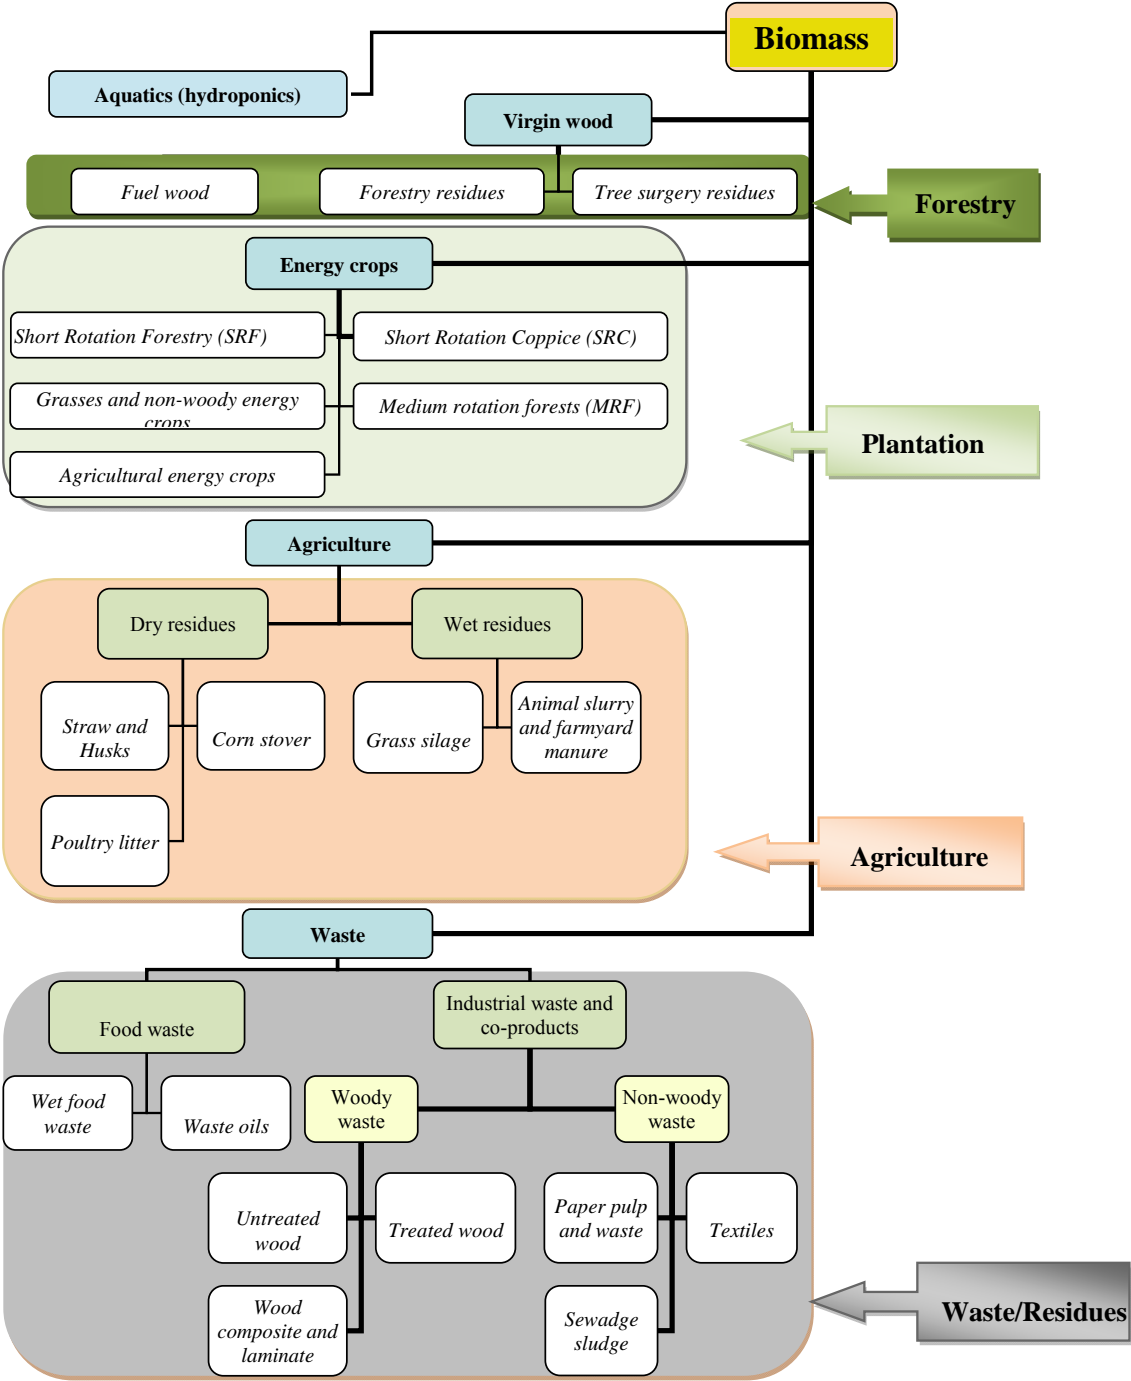 Biomass
Aquatics (hydroponics)
Virgin wood
Fuel wood
Forestry residues
Tree surgery residues
Forestry
Energy crops
Short Rotation Forestry (SRF)
Short Rotation Coppice (SRC)
Grasses and non-woody energy
crops
Medium rotation forests (MRF)
Agricultural energy crops
Plantation
Agriculture
Dry residues
Wet residues
Straw and
Husks
Corn stover
Grass silage
Animal slurry
and farmyard
manure
Poultry litter
Agriculture
Waste
Food waste
Industrial waste and
co-products
Wet food
waste
Waste oils
Woody
waste
Non-woody
waste
Untreated
wood
Treated wood
Paper pulp
and waste
Textiles
Wood
composite and
laminate
Sewadge
sludge
Waste/Residues